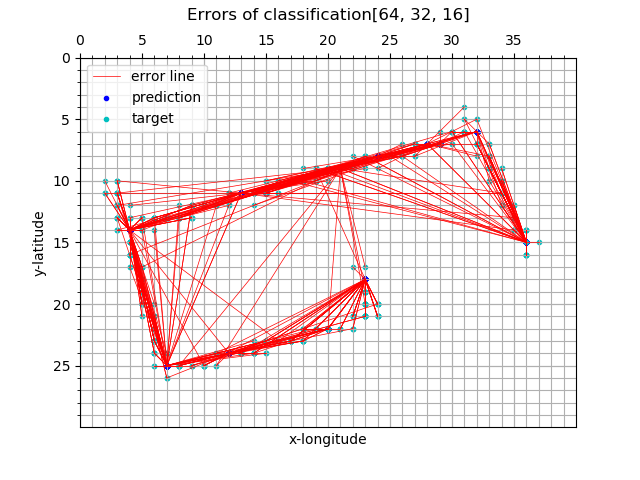 Errors of classification[64, 32, 16]
0 5 10 15 20 25 30 35
0
error line
prediction
target
5
10
15
20
25
y-latitude
x-longitude